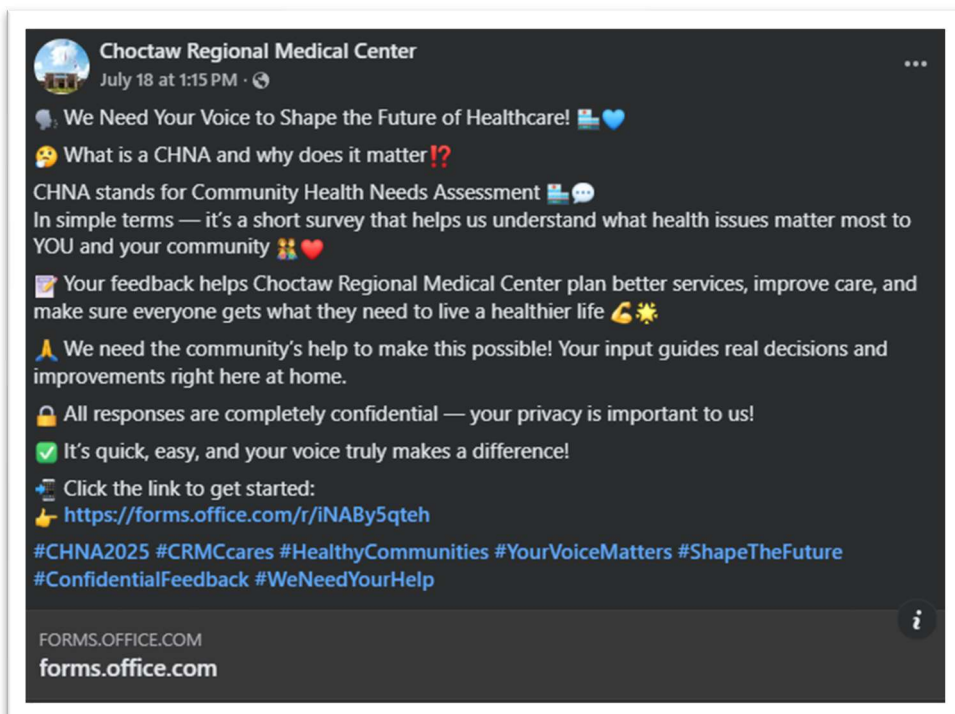 Choctaw Regional Medical Center
July 18 at 1:15 PM ·
We Need Your Voice to Shape the Future of Healthcare!
What is a CHNA and why does it matter⁉️
CHNA stands for Community Health Needs Assessment
In simple terms — it's a short survey that helps us understand what health issues matter most to
YOU and your community
Your feedback helps Choctaw Regional Medical Center plan better services, improve care, and
make sure everyone gets what they need to live a healthier life
We need the community's help to make this possible! Your input guides real decisions and
improvements right here at home.
All responses are completely confidential — your privacy is important to us!
It's quick, easy, and your voice truly makes a difference!
Click the link to get started:
https://forms.office.com/r/iNABy5qteh
#CHNA2025 #CRMCcares #HealthyCommunities #YourVoiceMatters #ShapeTheFuture
#ConfidentialFeedback #WeNeedYourHelp
FORMS.OFFICE.COM
forms.office.com